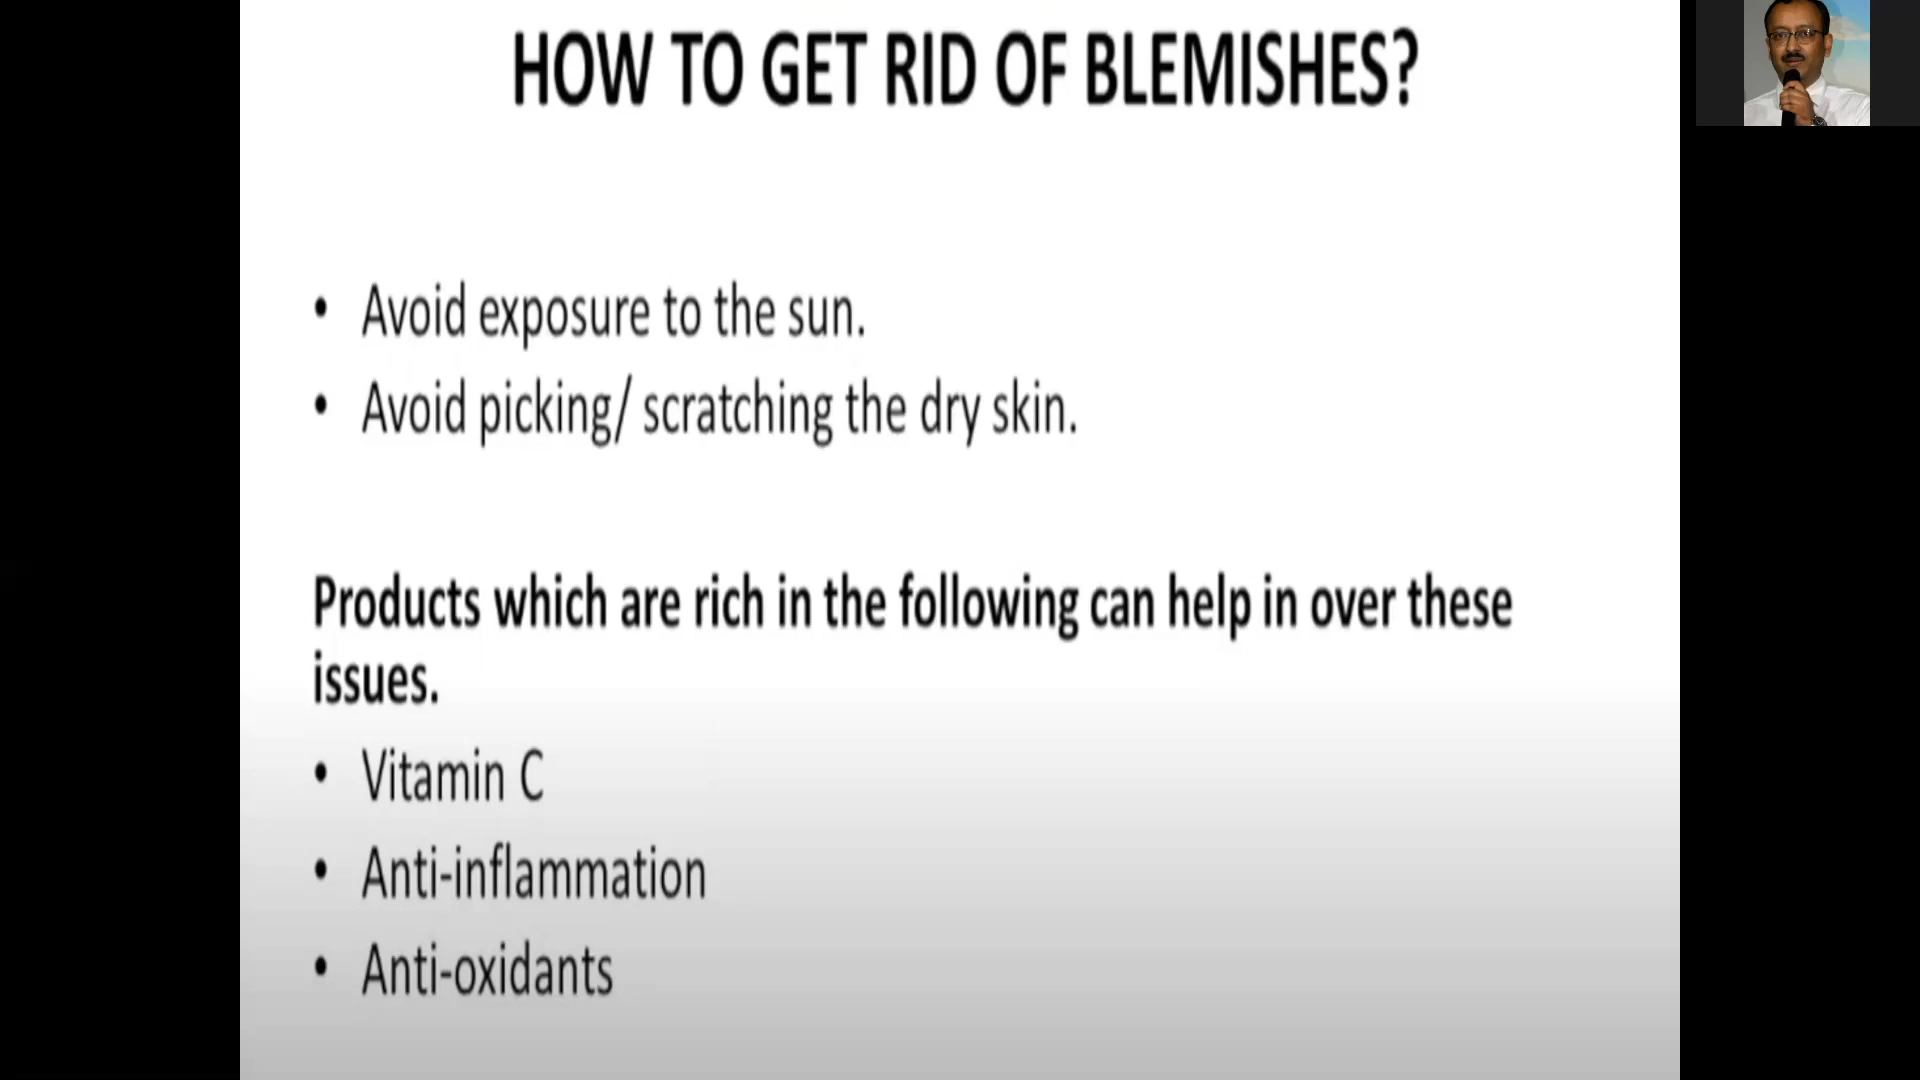 HOW TO GET RID OF BLEMISHES?
• Avoid exposure to the sun.
• Avoid picking/ scratching the dry skin.
Products which are rich in the following can help in over these
issues.
• Vitamin C
• Anti-inflammation
• Anti-oxidants